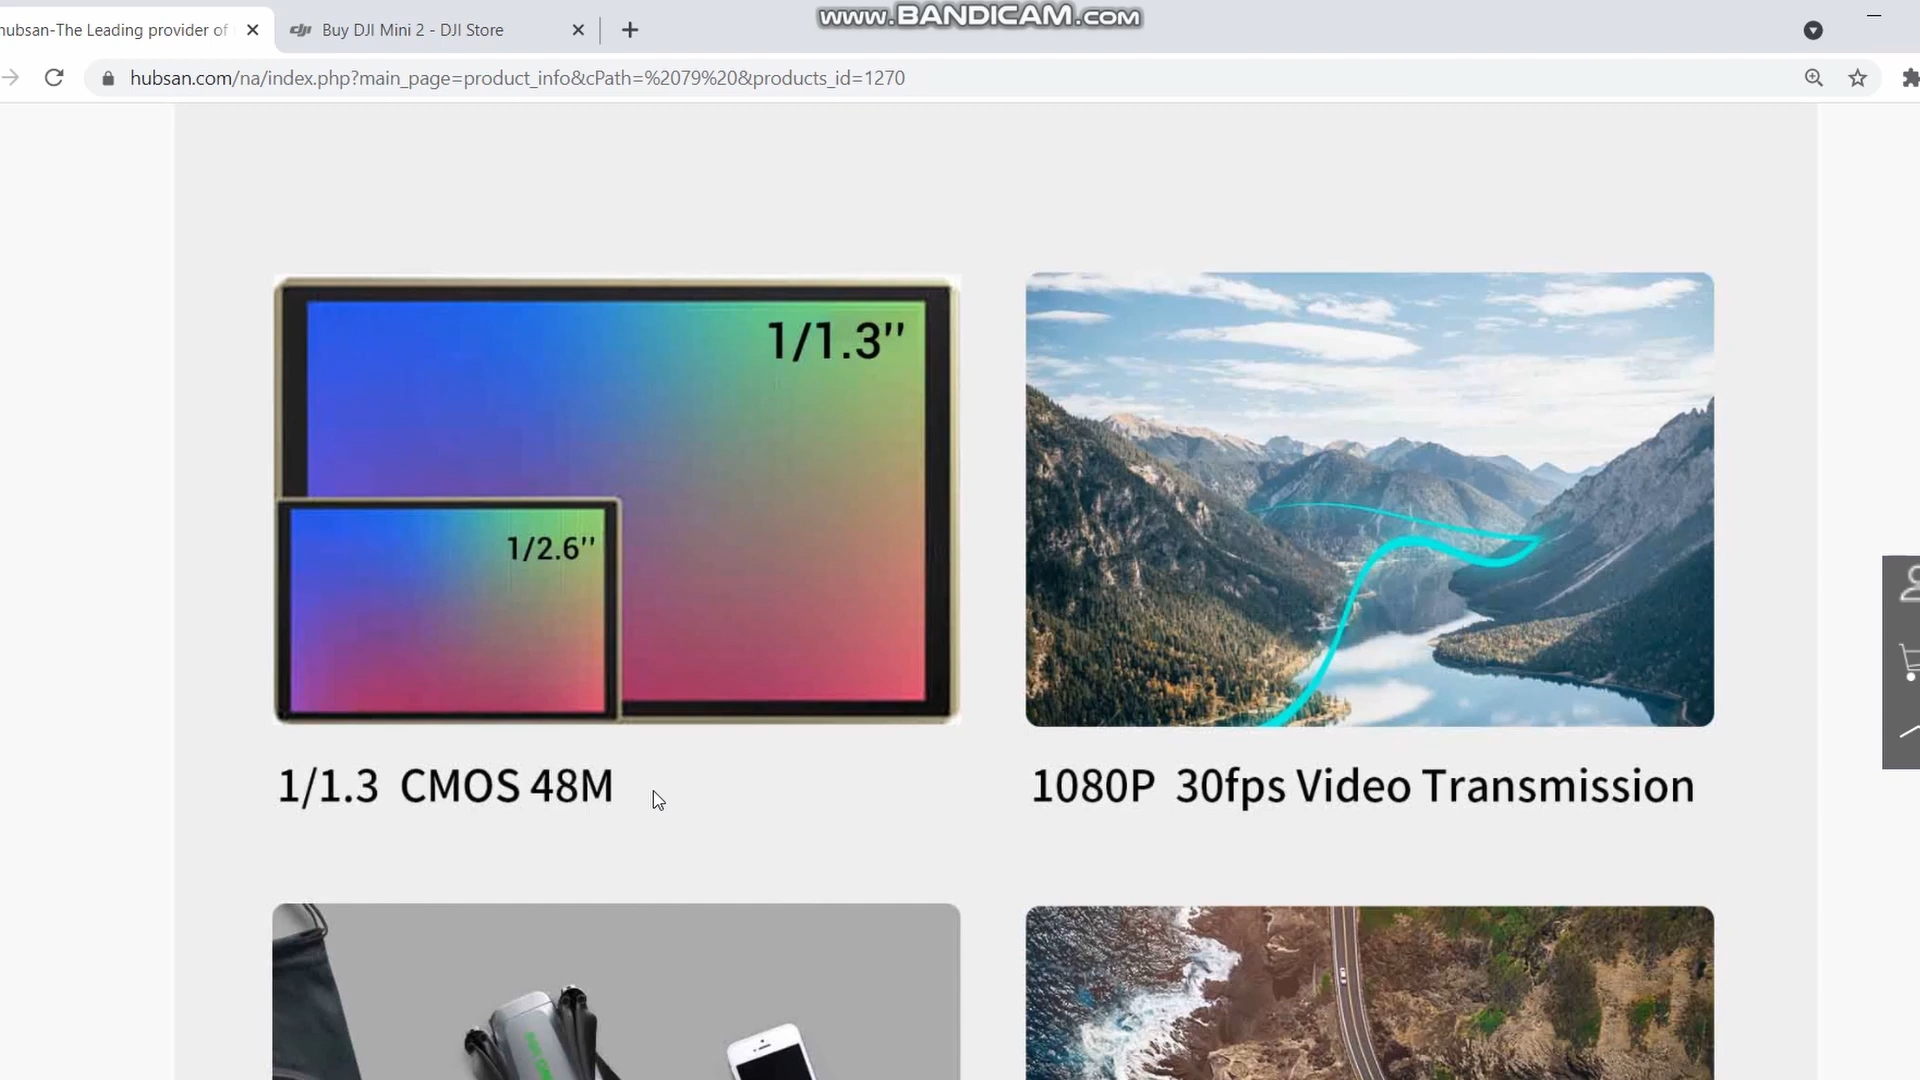 www.BANDICAM.com
hubsan-The Leading provider of
dji Buy DJI Mini 2 - DJI Store
hubsan.com/na/index.php?main_page=product_info&cPath=%2079%20&products_id=1270
1/1.3''
1/2.6''
1/1.3 CMOS 48M
1080P 30fps Video Transmission